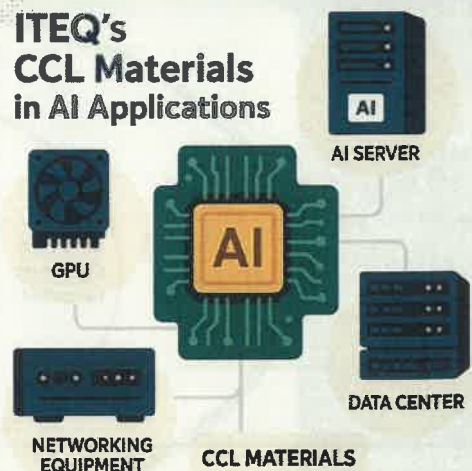 ITEQ's
CCL Materials
in AI Applications
AI
AI SERVER
GPU
AI
DATA CENTER
NETWORKING
EQUIPMENT
CCL MATERIALS